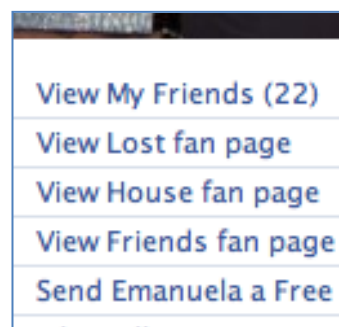 View My Friends (22)
View Lost fan page
View House fan page
View Friends fan page
Send Emanuela a Free